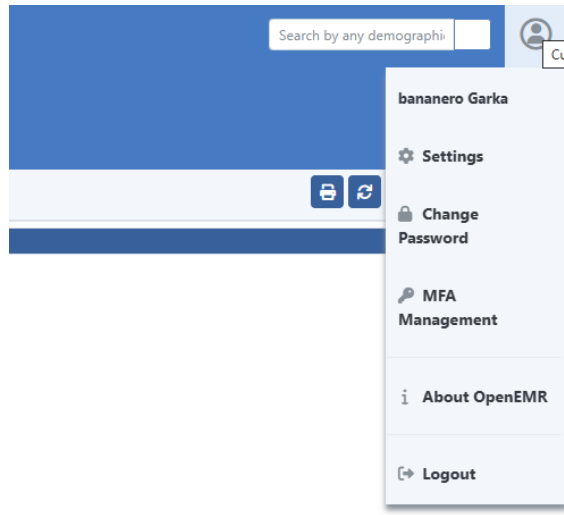 Search by any demographi
Cu
bananero Garka
Settings
Change
Password
MFA
Management
About OpenEMR
Logout